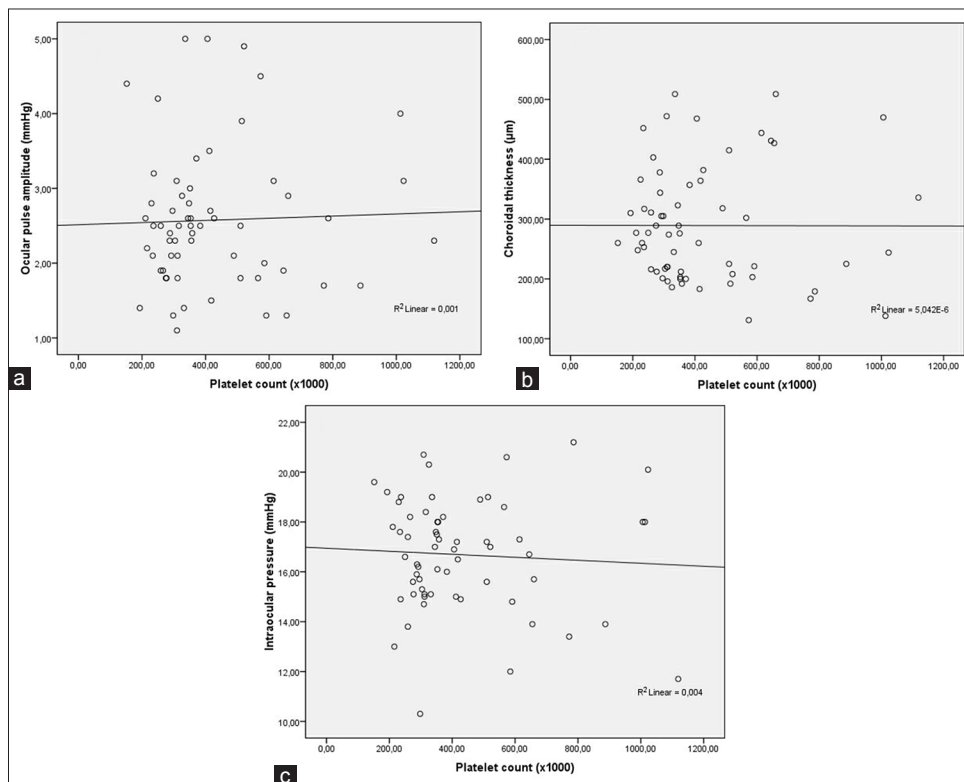 5,00
4,00
3,00
2,00
1,00
Ocular pulse amplitude (mmHg)
R2 Linear = 0,001
0,00 200,00 400,00 600,00 800,00 1000,00 1200,00
Platelet count (x1000)
a
600,00
500,00
400,00
300,00
200,00
100,00
Choroidal thickness (µm)
R2 Linear = 5,042E-6
0,00 200,00 400,00 600,00 800,00 1000,00 1200,00
Platelet count (x1000)
b
22,00
20,00
18,00
16,00
14,00
12,00
10,00
Intraocular pressure (mmHg)
R2 Linear = 0,004
0,00 200,00 400,00 600,00 800,00 1000,00 1200,00
Platelet count (x1000)
c